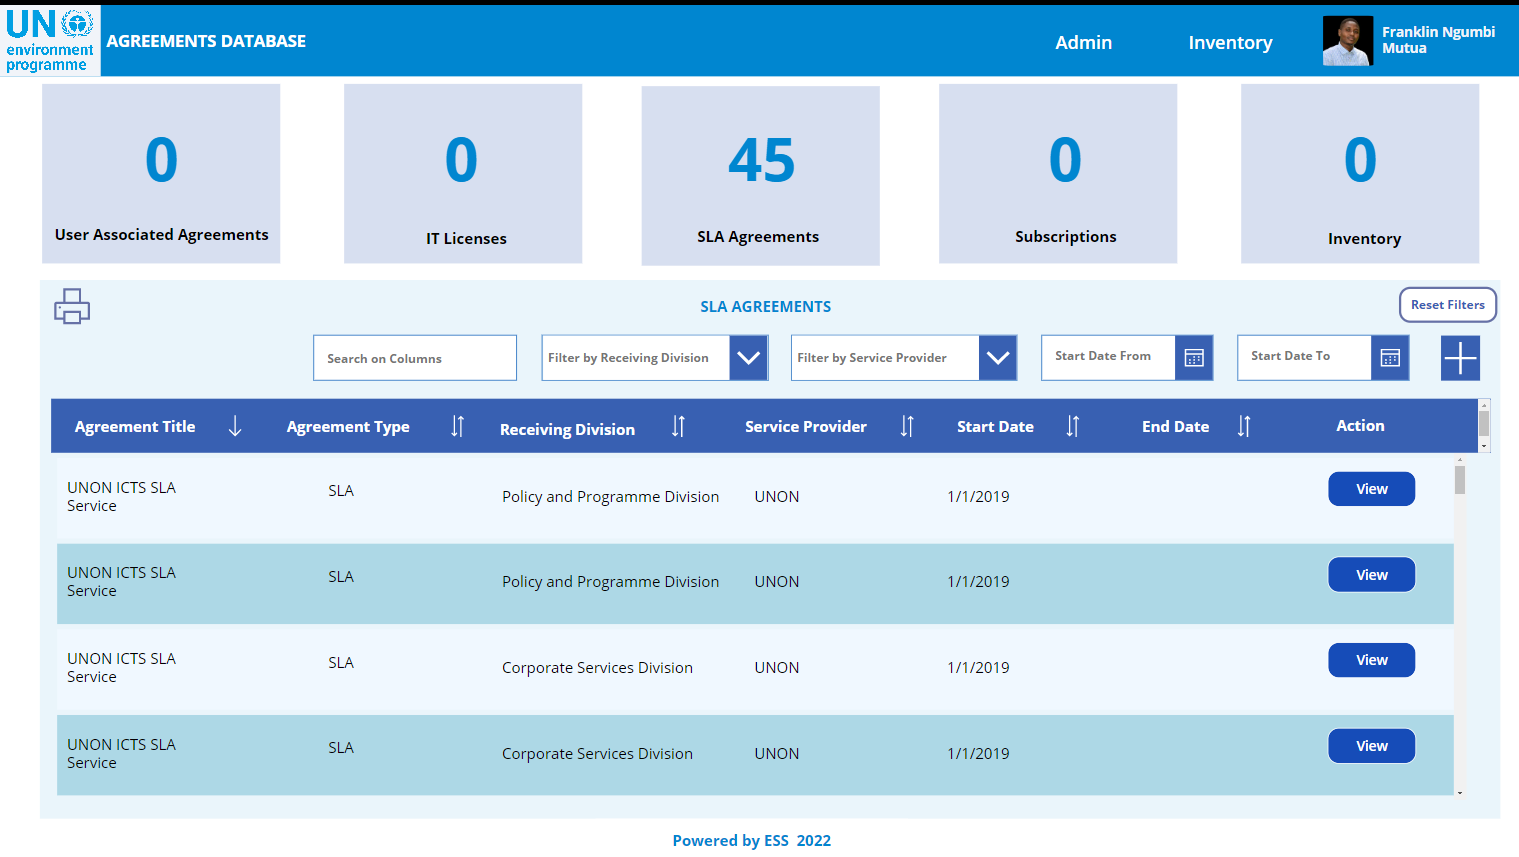 UN
environment
programme
AGREEMENTS DATABASE
Admin
Inventory
Franklin Ngumbi
Mutua
0
User Associated Agreements
0
IT Licenses
45
SLA Agreements
0
Subscriptions
0
Inventory
SLA AGREEMENTS
Reset Filters
Search on Columns
Filter by Receiving Division
Filter by Service Provider
Start Date From
Start Date To
Agreement Title
Agreement Type
Receiving Division
Service Provider
Start Date
End Date
Action
UNON ICTS SLA
Service
SLA
Policy and Programme Division
UNON
1/1/2019
View
UNON ICTS SLA
Service
SLA
Policy and Programme Division
UNON
1/1/2019
View
UNON ICTS SLA
Service
SLA
Corporate Services Division
UNON
1/1/2019
View
UNON ICTS SLA
Service
SLA
Corporate Services Division
UNON
1/1/2019
View
Powered by ESS 2022